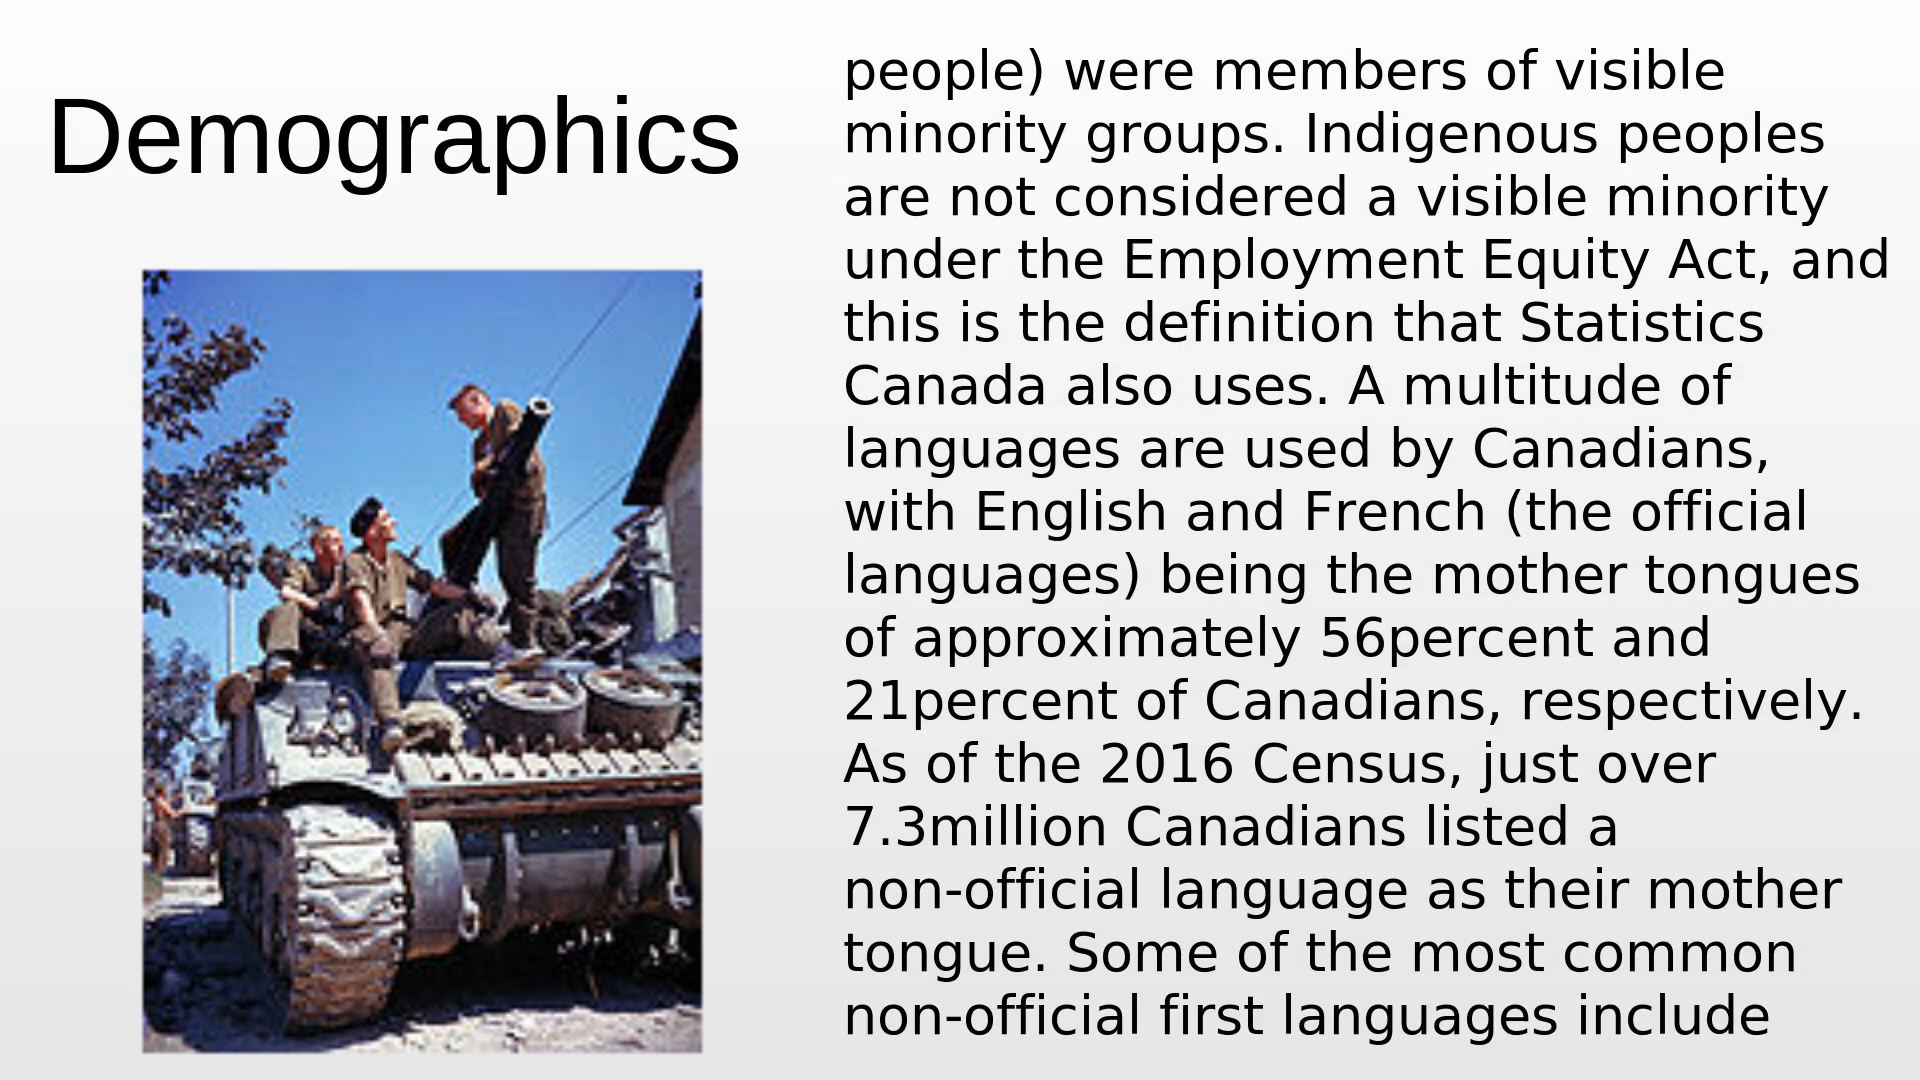 Demographics
people) were members of visible
minority groups. Indigenous peoples
are not considered a visible minority
under the Employment Equity Act, and
this is the definition that Statistics
Canada also uses. A multitude of
languages are used by Canadians,
with English and French (the official
languages) being the mother tongues
of approximately 56percent and
21percent of Canadians, respectively.
As of the 2016 Census, just over
7.3million Canadians listed a
non-official language as their mother
tongue. Some of the most common
non-official first languages include